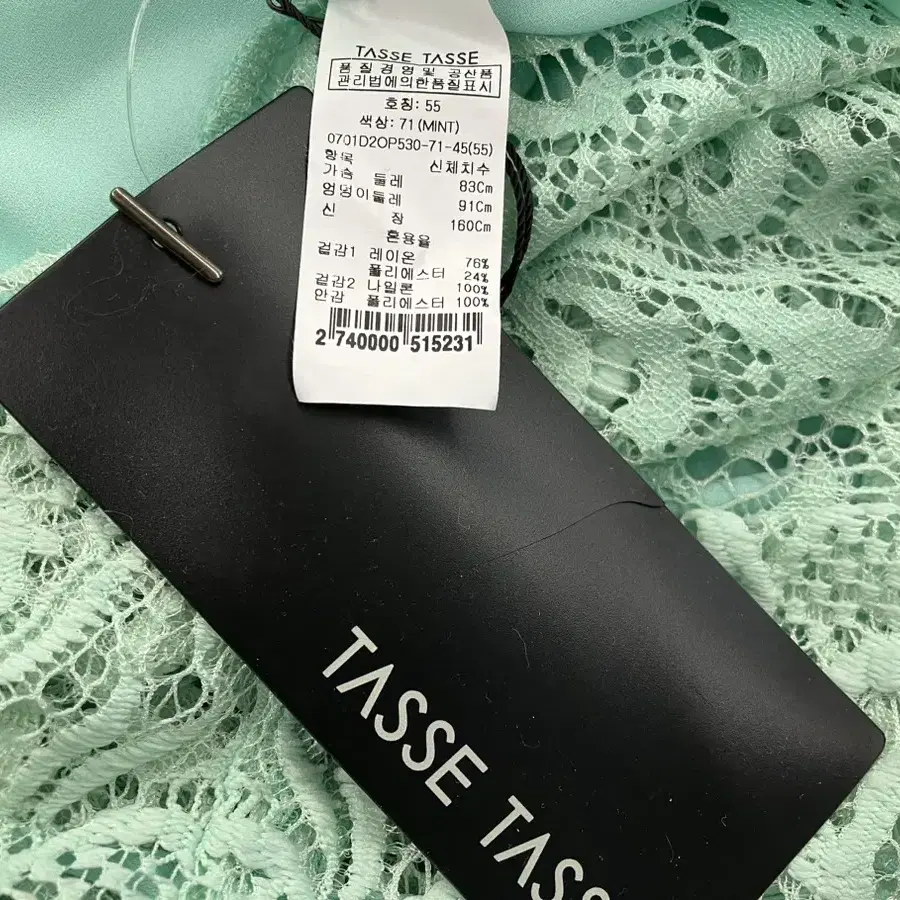 TASSE TASSE
품질경영및 공산품
관리법에의한품질표시
호칭: 55
색상: 71(MINT)
0701D2OP530-71-45(55)
항목 신체치수
가슴 둘레 83Cm
엉덩이둘레 91Cm
신 장 160Cm
혼용율
겉감1 레이온 76%
폴리에스터 24%
겉감2 나일론 100%
안감 폴리에스터 100%
2 740000 515231
TASSE TASS